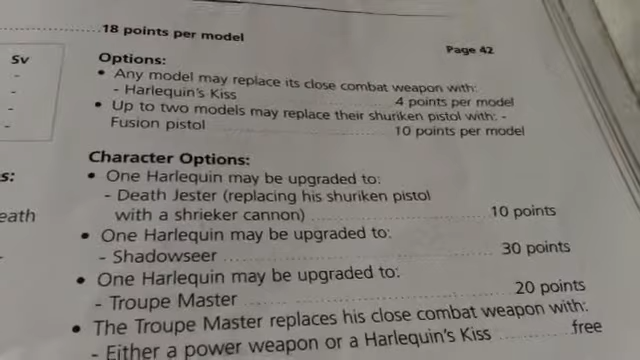 18 points per model
Page 42
Sv
Options:
• Any model may replace its close combat weapon with:
- Harlequin's Kiss ........ 4 points per model
• Up to two models may replace their shuriken pistol with: -
Fusion pistol ........ 10 points per model
Character Options:
s:
• One Harlequin may be upgraded to:
- Death Jester (replacing his shuriken pistol
eath
with a shrieker cannon) ........ 10 points
• One Harlequin may be upgraded to:
- Shadowseer ........ 30 points
• One Harlequin may be upgraded to:
- Troupe Master ........ 20 points
• The Troupe Master replaces his close combat weapon with:
- Either a power weapon or a Harlequin's Kiss ........ free